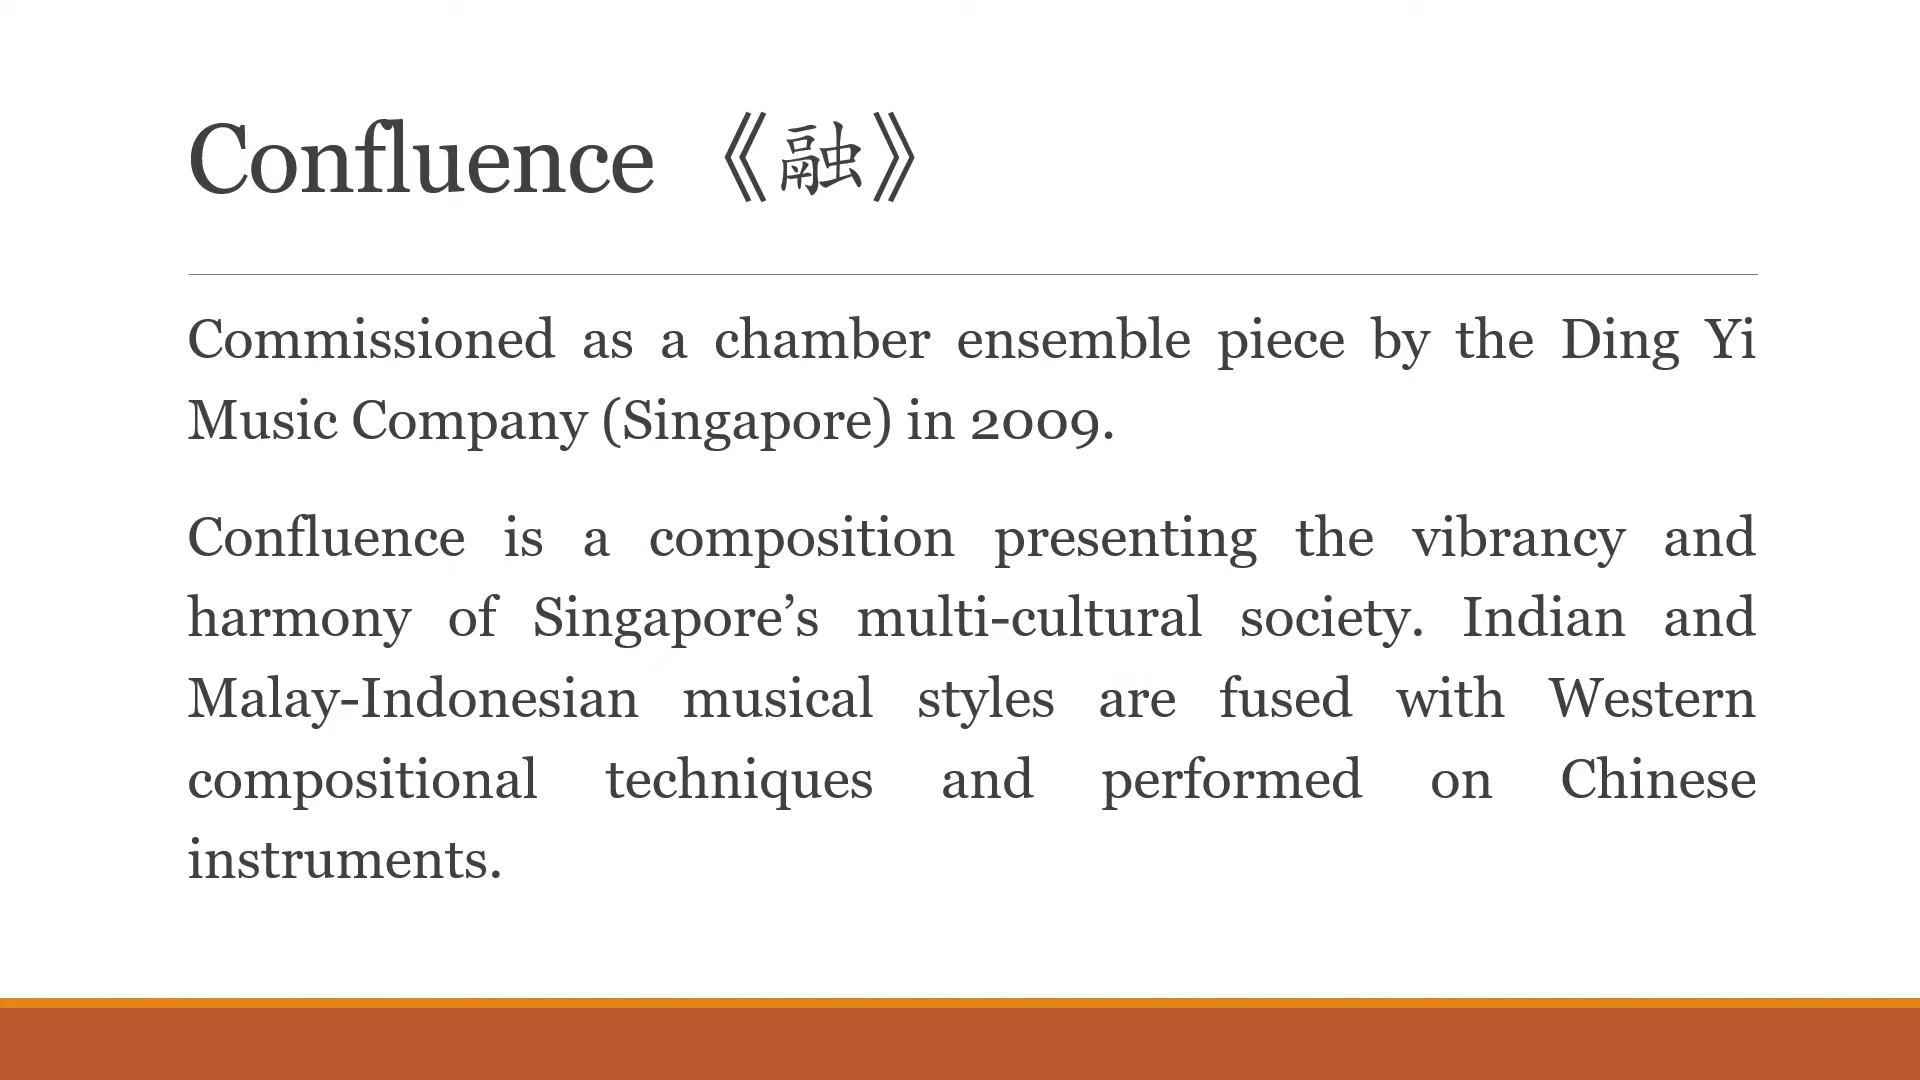 Confluence 《融》
Commissioned as a chamber ensemble piece by the Ding Yi
Music Company (Singapore) in 2009.
Confluence is a composition presenting the vibrancy and
harmony of Singapore’s multi-cultural society. Indian and
Malay-Indonesian musical styles are fused with Western
compositional techniques and performed on Chinese
instruments.